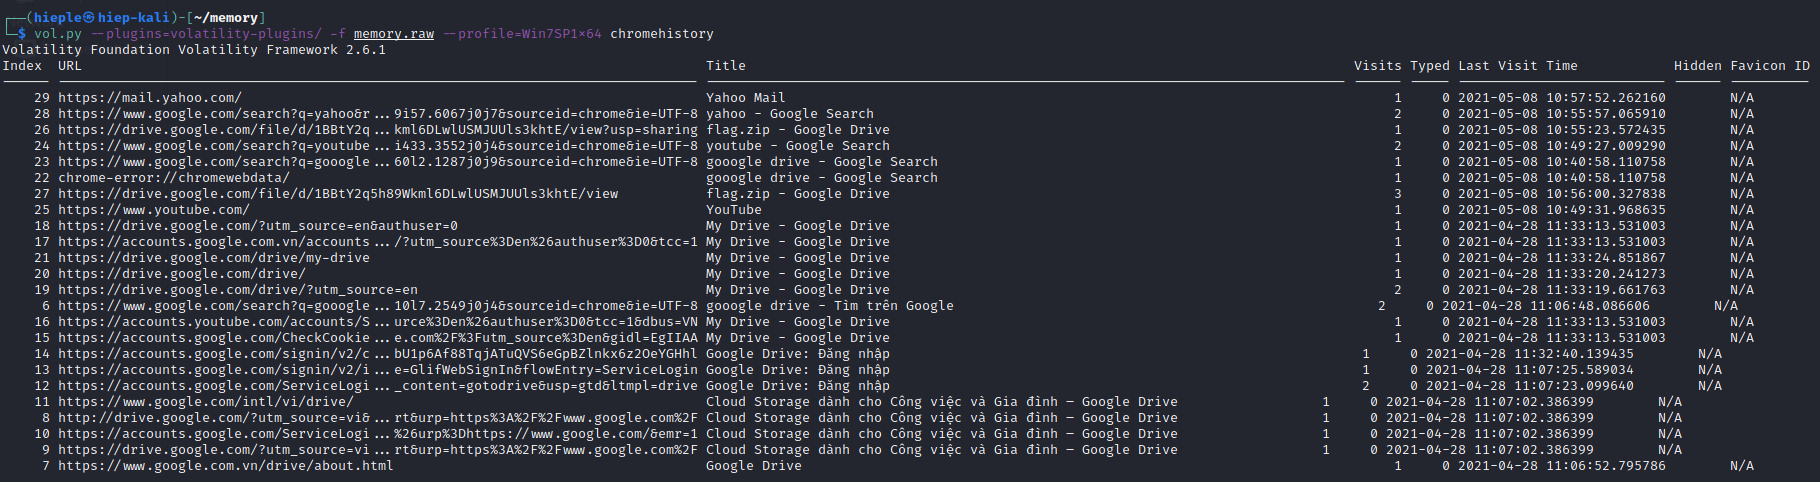 (hieple㉿hiep-kali)-[~/memory]
$ vol.py --plugins=volatility-plugins/ -f memory.raw --profile=Win7SP1×64 chromehistory
Volatility Foundation Volatility Framework 2.6.1
Index URL Title Visits Typed Last Visit Time Hidden Favicon ID
29 https://mail.yahoo.com/ Yahoo Mail 1 0 2021-05-08 10:57:52.262160 N/A
28 https://www.google.com/search?q=yahoo&r ... 9i57.6067j0j7&sourceid=chrome&ie=UTF-8 yahoo - Google Search 2 0 2021-05-08 10:55:57.065910 N/A
26 https://drive.google.com/file/d/1BBtY2q ... kml6DLwlUSMJUUls3khtE/view?usp=sharing flag.zip - Google Drive 1 0 2021-05-08 10:55:23.572435 N/A
24 https://www.google.com/search?q=youtube ... i433.3552j0j4&sourceid=chrome&ie=UTF-8 youtube - Google Search 2 0 2021-05-08 10:49:27.009290 N/A
23 https://www.google.com/search?q=gooogle ... 60l2.1287j0j9&sourceid=chrome&ie=UTF-8 gooogle drive - Google Search 1 0 2021-05-08 10:40:58.110758 N/A
22 chrome-error://chromewebdata/ gooogle drive - Google Search 1 0 2021-05-08 10:40:58.110758 N/A
27 https://drive.google.com/file/d/1BBtY2q5h89Wkml6DLwlUSMJUUls3khtE/view flag.zip - Google Drive 3 0 2021-05-08 10:56:00.327838 N/A
25 https://www.youtube.com/ YouTube 1 0 2021-05-08 10:49:31.968635 N/A
18 https://drive.google.com/?utm_source=en&authuser=0 My Drive - Google Drive 1 0 2021-04-28 11:33:13.531003 N/A
17 https://accounts.google.com.vn/accounts ... /?utm_source%3Den%26authuser%3D0&tcc=1 My Drive - Google Drive 1 0 2021-04-28 11:33:13.531003 N/A
21 https://drive.google.com/drive/my-drive My Drive - Google Drive 1 0 2021-04-28 11:33:24.851867 N/A
20 https://drive.google.com/drive/ My Drive - Google Drive 1 0 2021-04-28 11:33:20.241273 N/A
19 https://drive.google.com/drive/?utm_source=en My Drive - Google Drive 2 0 2021-04-28 11:33:19.661763 N/A
6 https://www.google.com/search?q=gooogle ... 10l7.2549j0j4&sourceid=chrome&ie=UTF-8 gooogle drive - Tìm trên Google 2 0 2021-04-28 11:06:48.086606 N/A
16 https://accounts.youtube.com/accounts/S ... urce%3Den%26authuser%3D0&tcc=1&dbus=VN My Drive - Google Drive 1 0 2021-04-28 11:33:13.531003 N/A
15 https://accounts.google.com/CheckCookie ... e.com%2F%3Futm_source%3Den&gidl=EgIIAA My Drive - Google Drive 1 0 2021-04-28 11:33:13.531003 N/A
14 https://accounts.google.com/signin/v2/c ... bU1p6Af88TqjATuQVS6eGpBZlnkx6z2OeYGHhl Google Drive: Đăng nhập 1 0 2021-04-28 11:32:40.139435 N/A
13 https://accounts.google.com/signin/v2/i ... e=GlifWebSignIn&flowEntry=ServiceLogin Google Drive: Đăng nhập 1 0 2021-04-28 11:07:25.589034 N/A
12 https://accounts.google.com/ServiceLogi ... _content=gotodrive&usp=gtd&ltmpl=drive Google Drive: Đăng nhập 2 0 2021-04-28 11:07:23.099640 N/A
11 https://www.google.com/intl/vi/drive/ Cloud Storage dành cho Công việc và Gia đình – Google Drive 1 0 2021-04-28 11:07:02.386399 N/A
8 http://drive.google.com/?utm_source=vi& ... rt&urp=https%3A%2F%2Fwww.google.com%2F Cloud Storage dành cho Công việc và Gia đình – Google Drive 1 0 2021-04-28 11:07:02.386399 N/A
10 https://accounts.google.com/ServiceLogi ... %26urp%3Dhttps://www.google.com/&emr=1 Cloud Storage dành cho Công việc và Gia đình – Google Drive 1 0 2021-04-28 11:07:02.386399 N/A
9 https://drive.google.com/?utm_source=vi ... rt&urp=https%3A%2F%2Fwww.google.com%2F Cloud Storage dành cho Công việc và Gia đình – Google Drive 1 0 2021-04-28 11:07:02.386399 N/A
7 https://www.google.com.vn/drive/about.html Google Drive 1 0 2021-04-28 11:06:52.795786 N/A